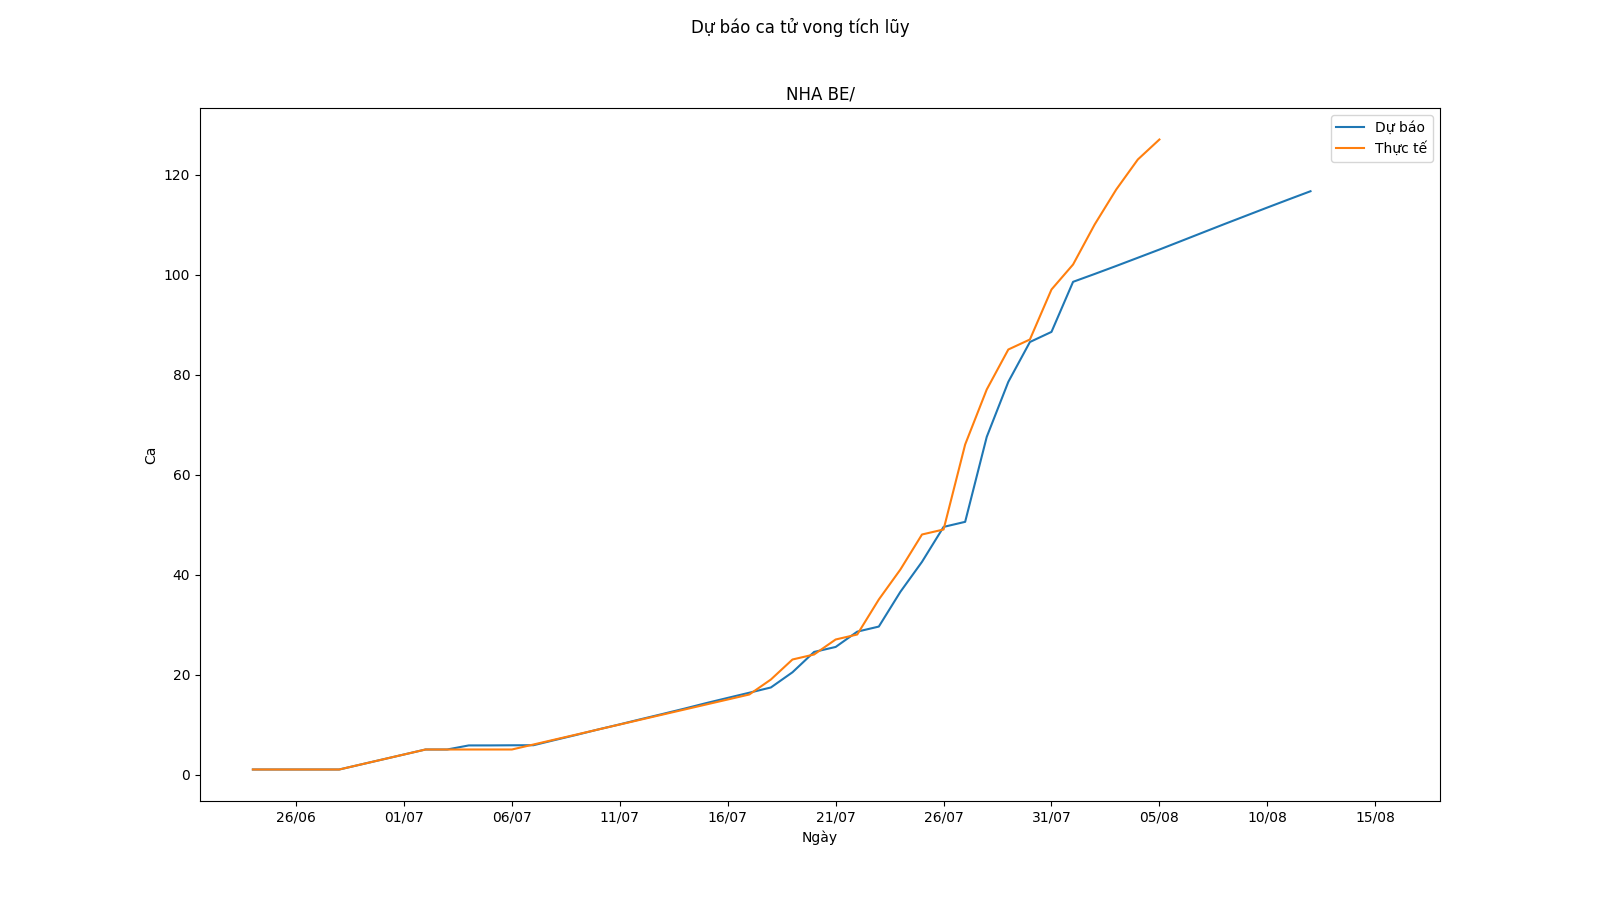 Dự báo ca tử vong tích lũy
NHA BE/
Dự báo
Thực tế
120
100
80
60
40
20
0
Ca
26/06 01/07 06/07 11/07 16/07 21/07 26/07 31/07 05/08 10/08 15/08
Ngày